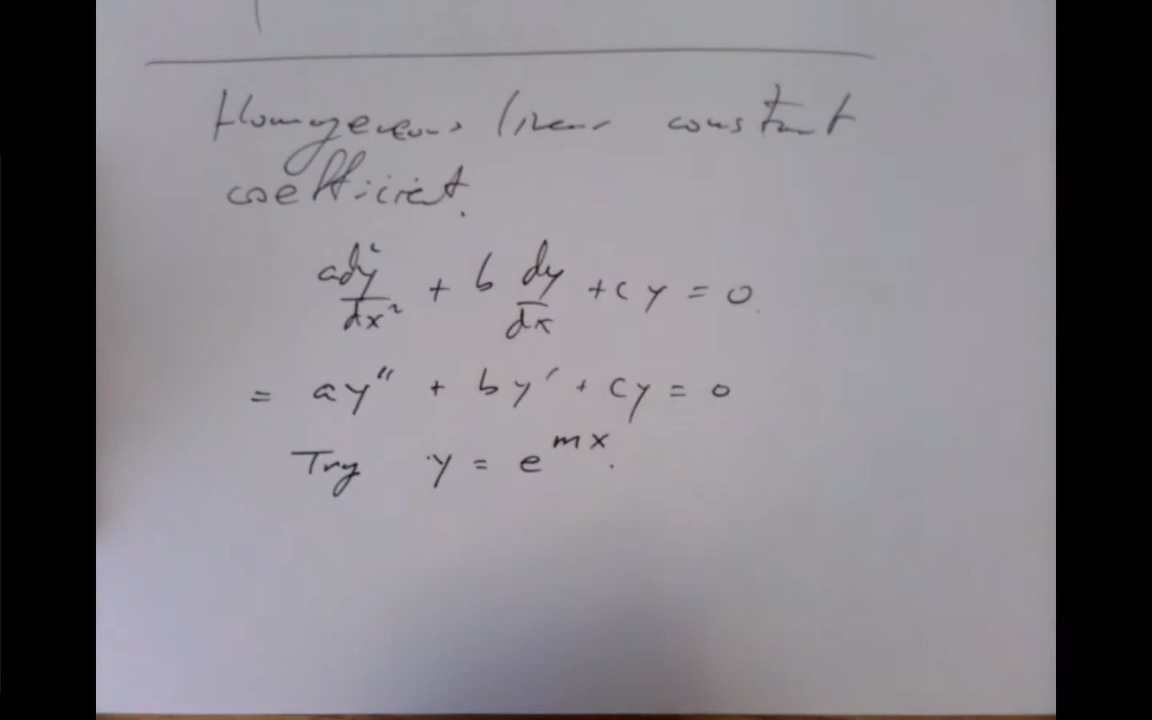 Homogeneous linear constant
coefficient.
a d²y/dx² + b dy/dx + cy = 0
= ay'' + by' + cy = 0
Try y = e^mx.